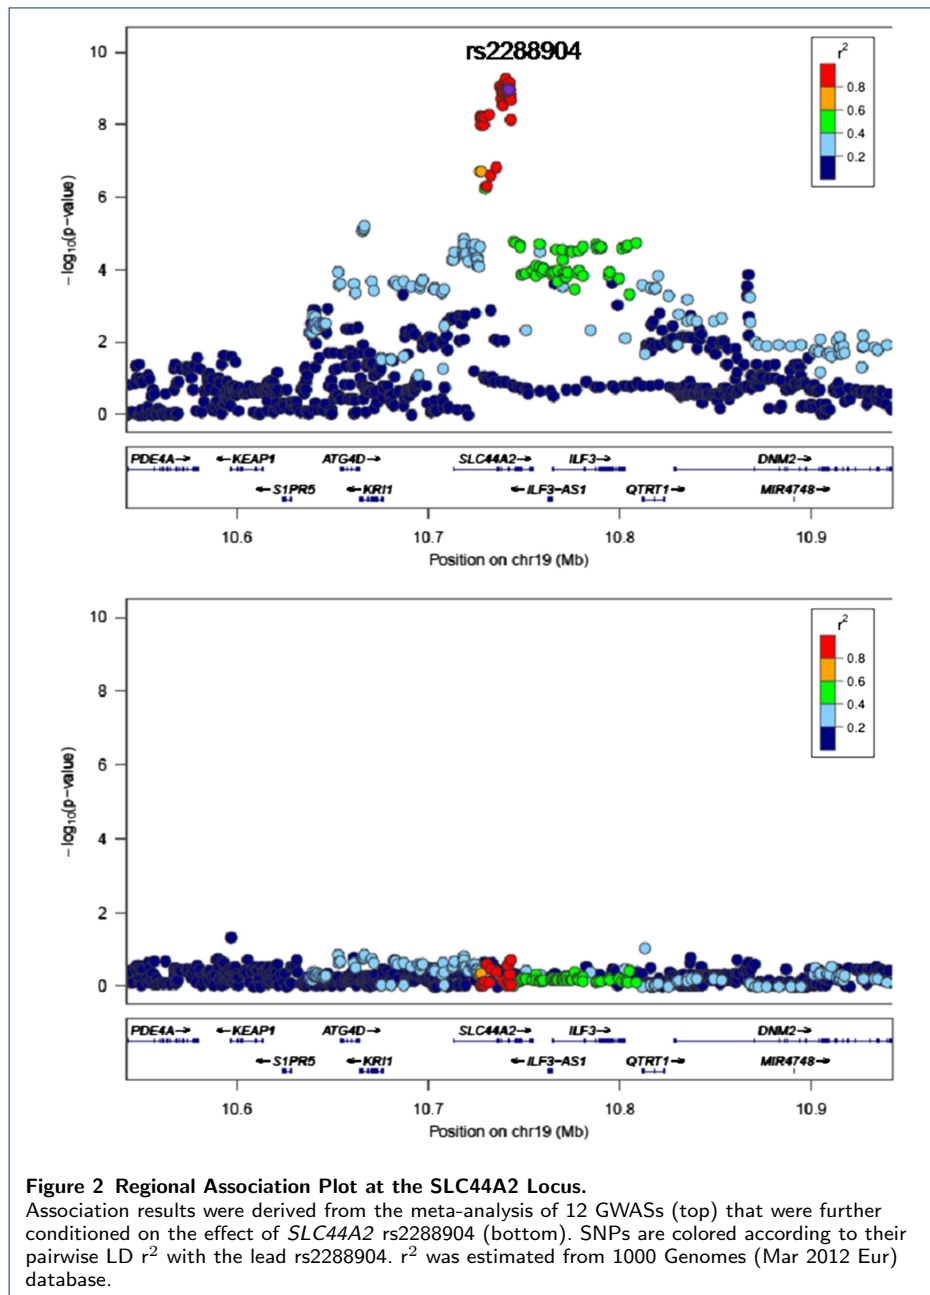 rs2288904
10
8
6
4
2
0
−log10(p−value)
r2
0.8
0.6
0.4
0.2
PDE4A→ ←KEAP1 ATG4D→ SLC44A2→ ILF3→ DNM2→
←S1PR5 ←KRI1 ←ILF3−AS1 QTRT1→ MIR4748→
10.6 10.7 10.8 10.9
Position on chr19 (Mb)
10
8
6
4
2
0
−log10(p−value)
r2
0.8
0.6
0.4
0.2
PDE4A→ ←KEAP1 ATG4D→ SLC44A2→ ILF3→ DNM2→
←S1PR5 ←KRI1 ←ILF3−AS1 QTRT1→ MIR4748→
10.6 10.7 10.8 10.9
Position on chr19 (Mb)
Figure 2 Regional Association Plot at the SLC44A2 Locus.
Association results were derived from the meta-analysis of 12 GWASs (top) that were further
conditioned on the effect of SLC44A2 rs2288904 (bottom). SNPs are colored according to their
pairwise LD r2 with the lead rs2288904. r2 was estimated from 1000 Genomes (Mar 2012 Eur)
database.